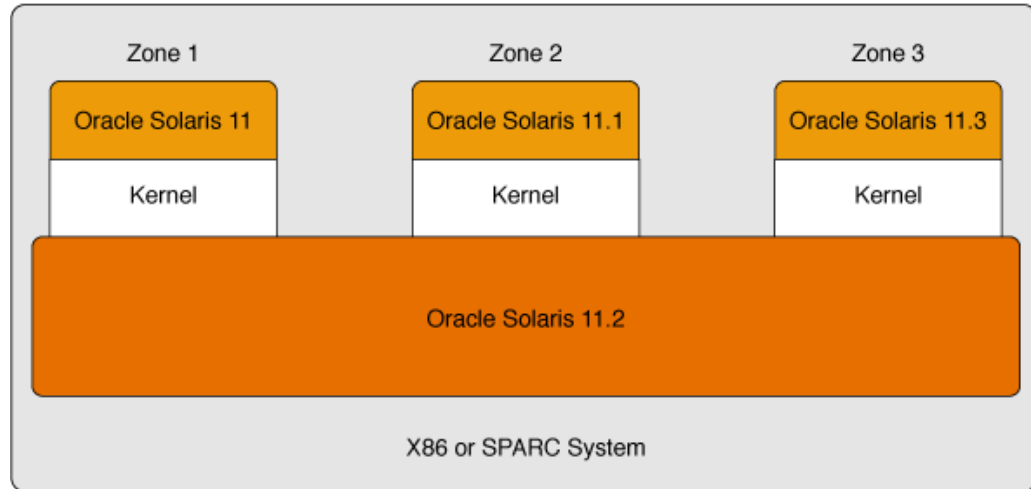 Zone 1 Zone 2 Zone 3
Oracle Solaris 11 Oracle Solaris 11.1 Oracle Solaris 11.3
Kernel Kernel Kernel
Oracle Solaris 11.2
X86 or SPARC System